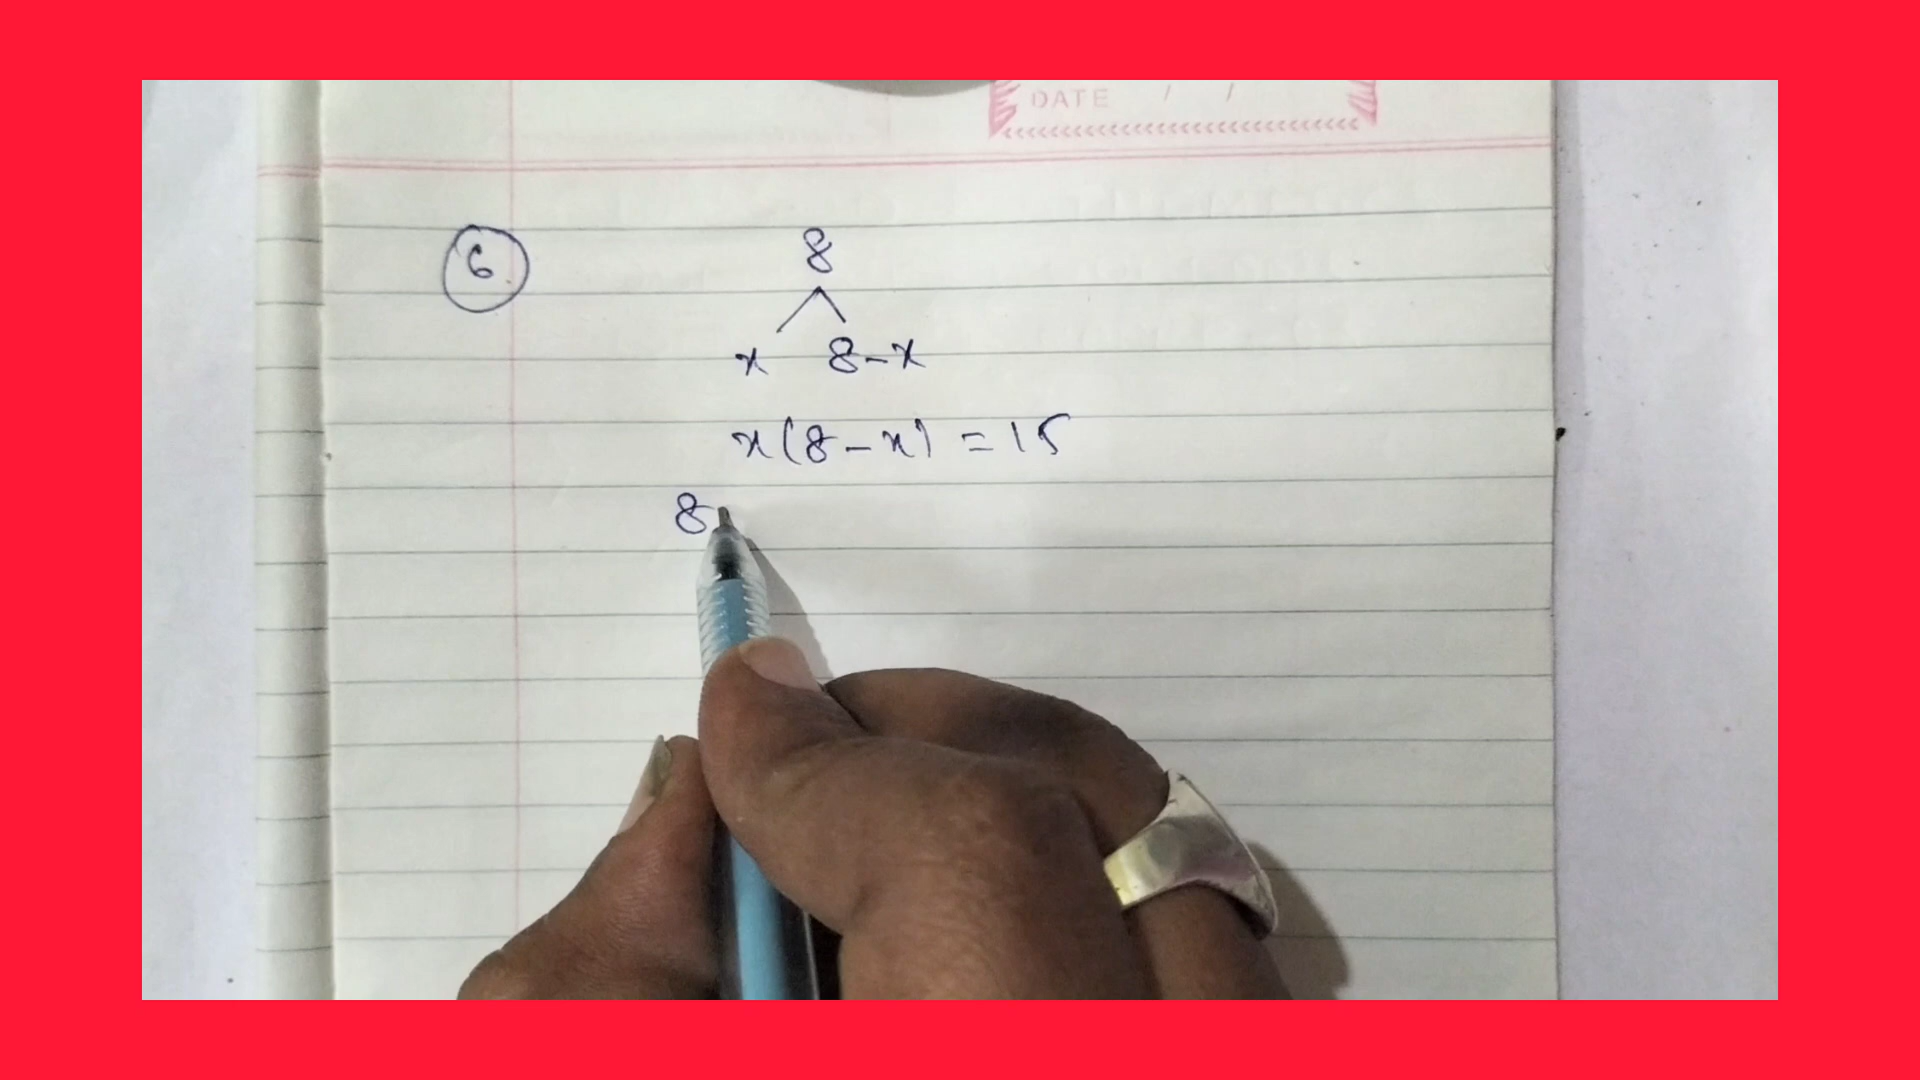 DATE / /
6
8
x 8-x
x(8-x) = 15
8